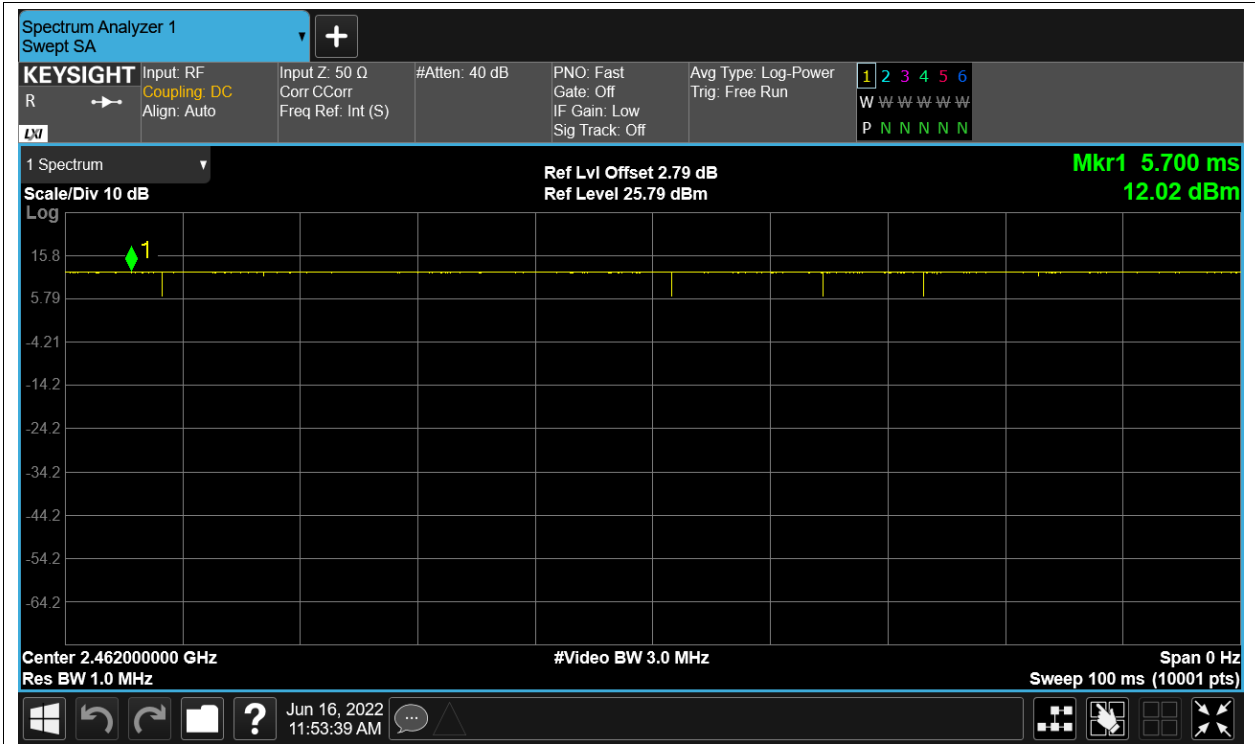 Spectrum Analyzer 1
Swept SA
+
KEYSIGHT
R
LXI
Input: RF
Coupling: DC
Align: Auto
Input Z: 50 Ω
Corr CCorr
Freq Ref: Int (S)
#Atten: 40 dB
PNO: Fast
Gate: Off
IF Gain: Low
Sig Track: Off
Avg Type: Log-Power
Trig: Free Run
1 2 3 4 5 6
W W W W W W
P N N N N N
1 Spectrum
Scale/Div 10 dB
Ref Lvl Offset 2.79 dB
Ref Level 25.79 dBm
Mkr1 5.700 ms
12.02 dBm
Log
1
15.8
5.79
-4.21
-14.2
-24.2
-34.2
-44.2
-54.2
-64.2
Center 2.462000000 GHz
#Video BW 3.0 MHz
Span 0 Hz
Res BW 1.0 MHz
Sweep 100 ms (10001 pts)
?
Jun 16, 2022
11:53:39 AM